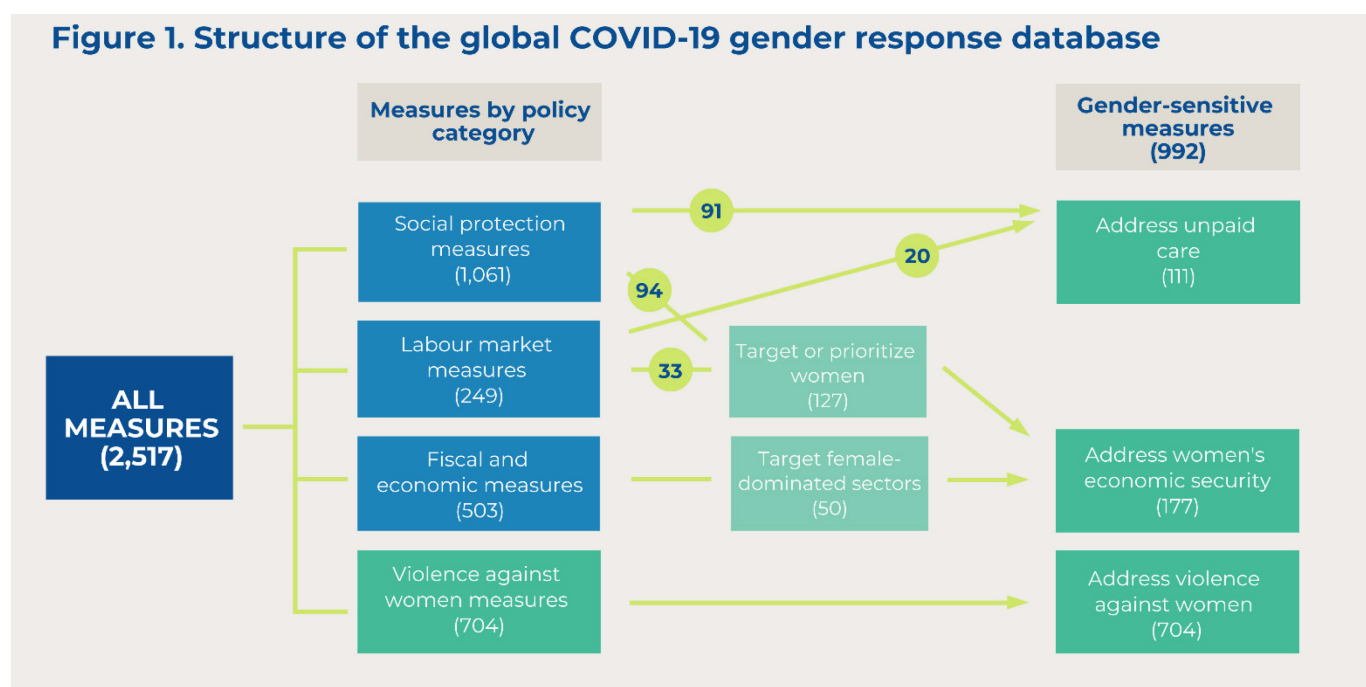 Figure 1. Structure of the global COVID-19 gender response database
Measures by policy
category
Gender-sensitive
measures
(992)
Social protection
measures
(1,061)
91
Address unpaid
care
(111)
20
94
Labour market
measures
(249)
33
Target or prioritize
women
(127)
ALL
MEASURES
(2,517)
Fiscal and
economic measures
(503)
Target female-
dominated sectors
(50)
Address women's
economic security
(177)
Violence against
women measures
(704)
Address violence
against women
(704)